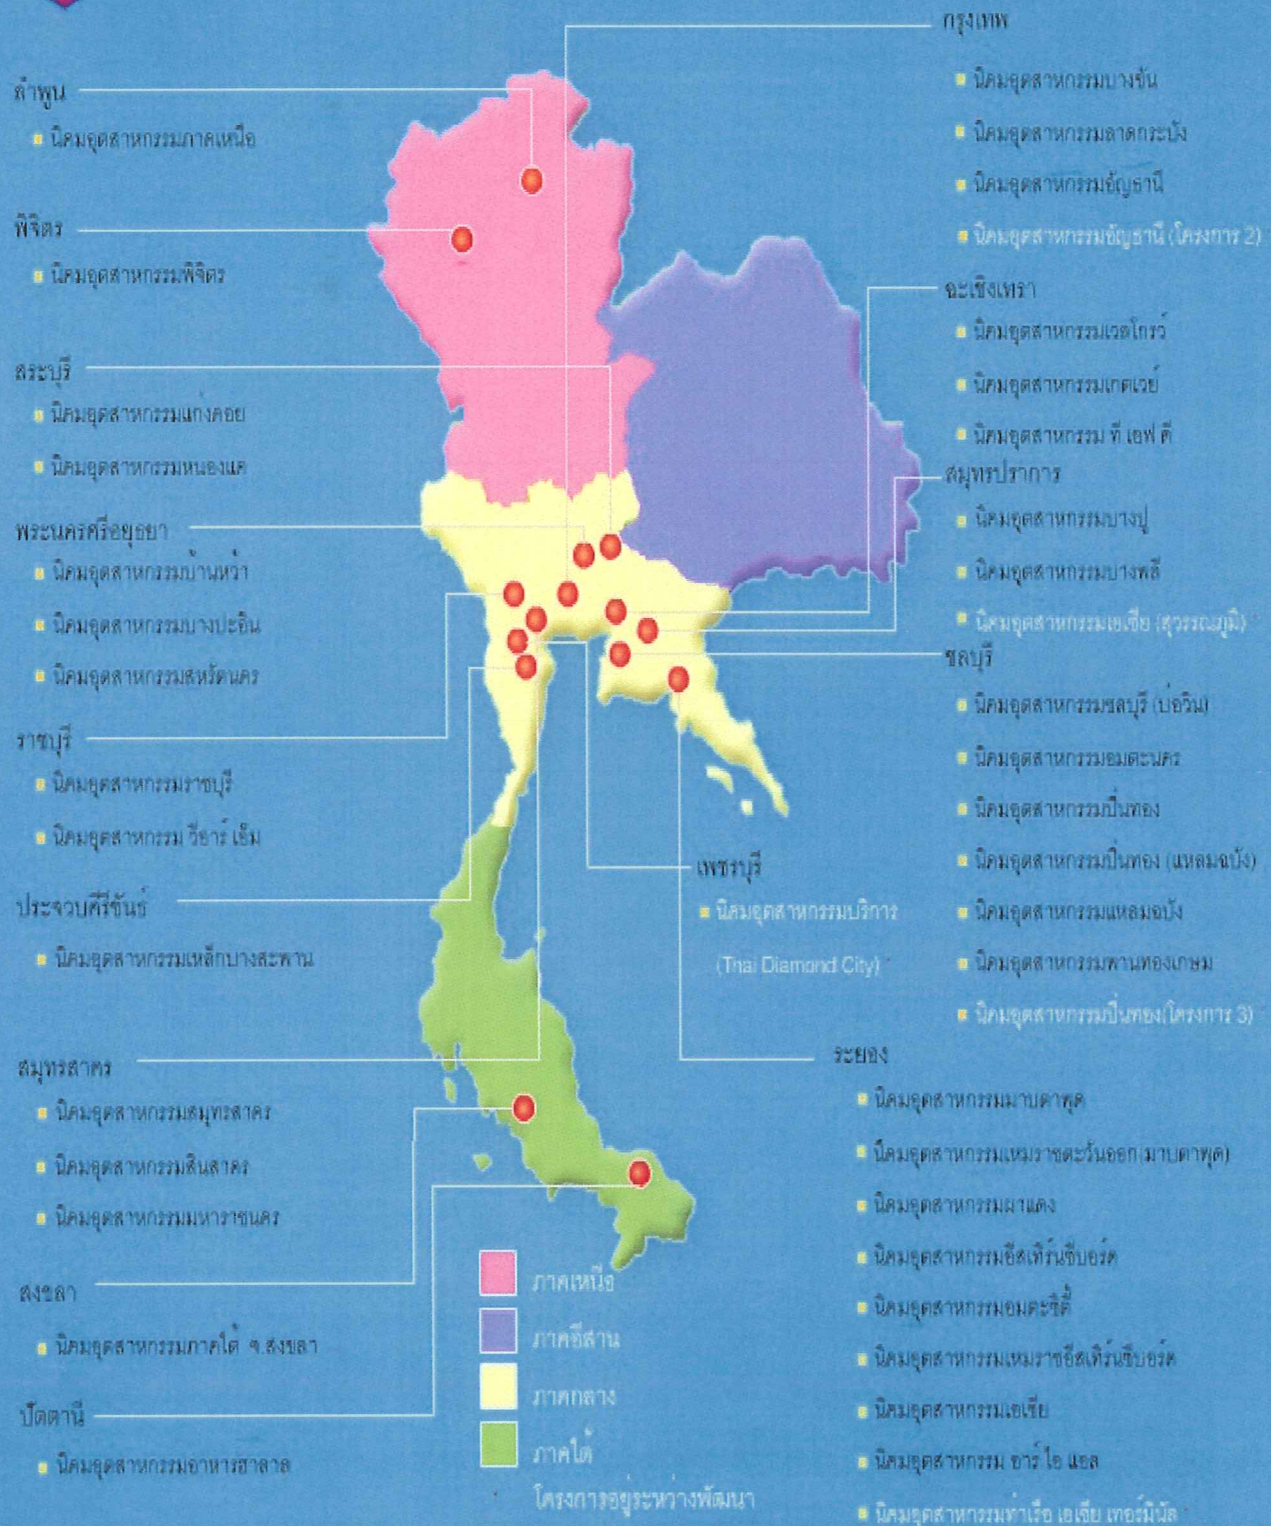 ลำพูน
นิคมอุตสาหกรรมภาคเหนือ
พิจิตร
นิคมอุตสาหกรรมพิจิตร
สระบุรี
นิคมอุตสาหกรรมแก่งคอย
นิคมอุตสาหกรรมหนองแค
พระนครศรีอยุธยา
นิคมอุตสาหกรรมบ้านหว้า
นิคมอุตสาหกรรมบางปะอิน
นิคมอุตสาหกรรมสหรัตนคร
ราชบุรี
นิคมอุตสาหกรรมราชบุรี
นิคมอุตสาหกรรม วีอาร์ เอ็ม
ประจวบคีรีขันธ์
นิคมอุตสาหกรรมเหล็กบางสะพาน
สมุทรสาคร
นิคมอุตสาหกรรมสมุทรสาคร
นิคมอุตสาหกรรมสินสาคร
นิคมอุตสาหกรรมมหาราชนคร
สงขลา
นิคมอุตสาหกรรมภาคใต้ จ.สงขลา
ปัตตานี
นิคมอุตสาหกรรมอาหารฮาลาล
กรุงเทพ
นิคมอุตสาหกรรมบางชัน
นิคมอุตสาหกรรมลาดกระบัง
นิคมอุตสาหกรรมอัญธานี
นิคมอุตสาหกรรมอัญธานี (โครงการ 2)
ฉะเชิงเทรา
นิคมอุตสาหกรรมเวลโกรว์
นิคมอุตสาหกรรมเกตเวย์
นิคมอุตสาหกรรม ที เอฟ ดี
สมุทรปราการ
นิคมอุตสาหกรรมบางปู
นิคมอุตสาหกรรมบางพลี
นิคมอุตสาหกรรมเอเซีย (สุวรรณภูมิ)
ชลบุรี
นิคมอุตสาหกรรมชลบุรี (บ่อวิน)
นิคมอุตสาหกรรมอมตะนคร
นิคมอุตสาหกรรมปิ่นทอง
นิคมอุตสาหกรรมปิ่นทอง (แหลมฉบัง)
นิคมอุตสาหกรรมแหลมฉบัง
นิคมอุตสาหกรรมพานทองเกษม
นิคมอุตสาหกรรมปิ่นทอง(โครงการ 3)
เพชรบุรี
นิคมอุตสาหกรรมบริการ
(Thai Diamond City)
ระยอง
นิคมอุตสาหกรรมมาบตาพุด
นิคมอุตสาหกรรมเหมราชตะวันออก(มาบตาพุด)
นิคมอุตสาหกรรมผาแดง
นิคมอุตสาหกรรมอีสเทิร์นซีบอร์ด
นิคมอุตสาหกรรมอมตะซิตี้
นิคมอุตสาหกรรมเหมราชอีสเทิร์นซีบอร์ด
นิคมอุตสาหกรรมเอเซีย
นิคมอุตสาหกรรม อาร์ ไอ แอล
นิคมอุตสาหกรรมท่าเรือ เอเซีย เทอร์มินัล
ภาคเหนือ
ภาคอีสาน
ภาคกลาง
ภาคใต้
โครงการอยู่ระหว่างพัฒนา